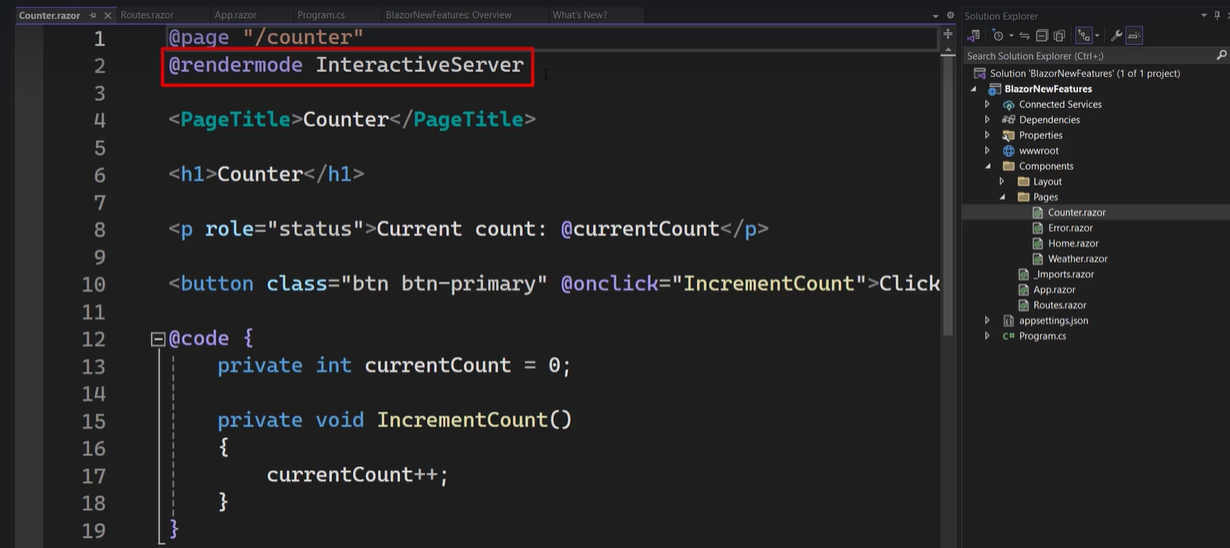 Counter.razor
Routes.razor
App.razor
Program.cs
BlazorNewFeatures: Overview
What's New?
1 @page "/counter"
2 @rendermode InteractiveServer
3
4 <PageTitle>Counter</PageTitle>
5
6 <h1>Counter</h1>
7
8 <p role="status">Current count: @currentCount</p>
9
10 <button class="btn btn-primary" @onclick="IncrementCount">Click
11
12 @code {
13 private int currentCount = 0;
14
15 private void IncrementCount()
16 {
17 currentCount++;
18 }
19 }
Solution Explorer
Search Solution Explorer (Ctrl+;)
Solution 'BlazorNewFeatures' (1 of 1 project)
BlazorNewFeatures
Connected Services
Dependencies
Properties
wwwroot
Components
Layout
Pages
Counter.razor
Error.razor
Home.razor
Weather.razor
_Imports.razor
App.razor
Routes.razor
appsettings.json
C# Program.cs